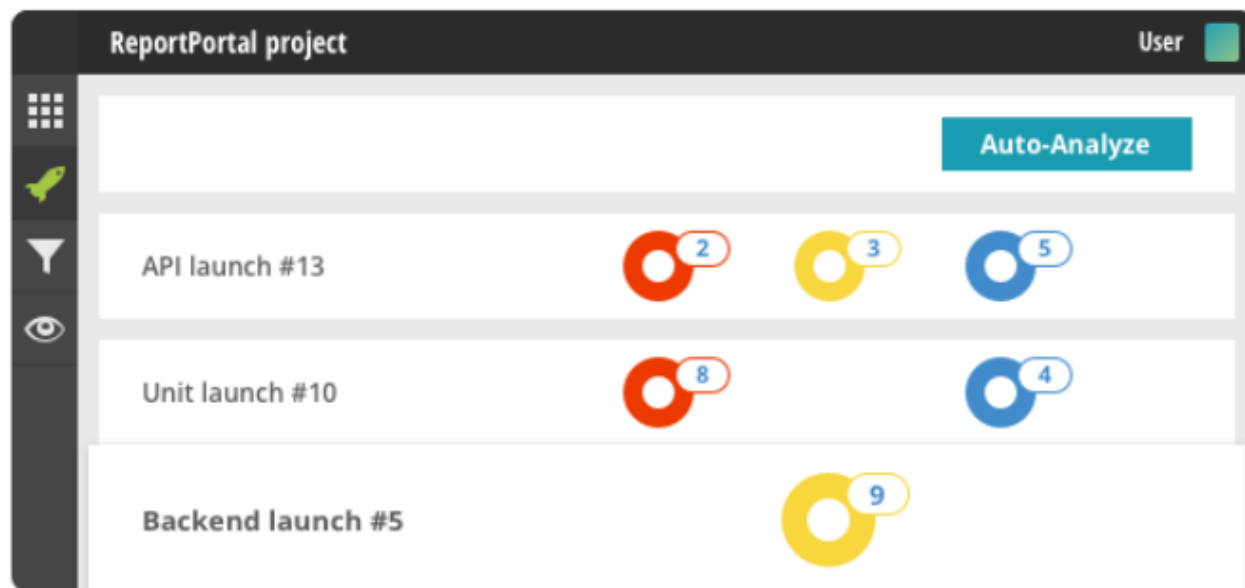 ReportPortal project User
Auto-Analyze
API launch #13 2 3 5
Unit launch #10 8 4
Backend launch #5 9